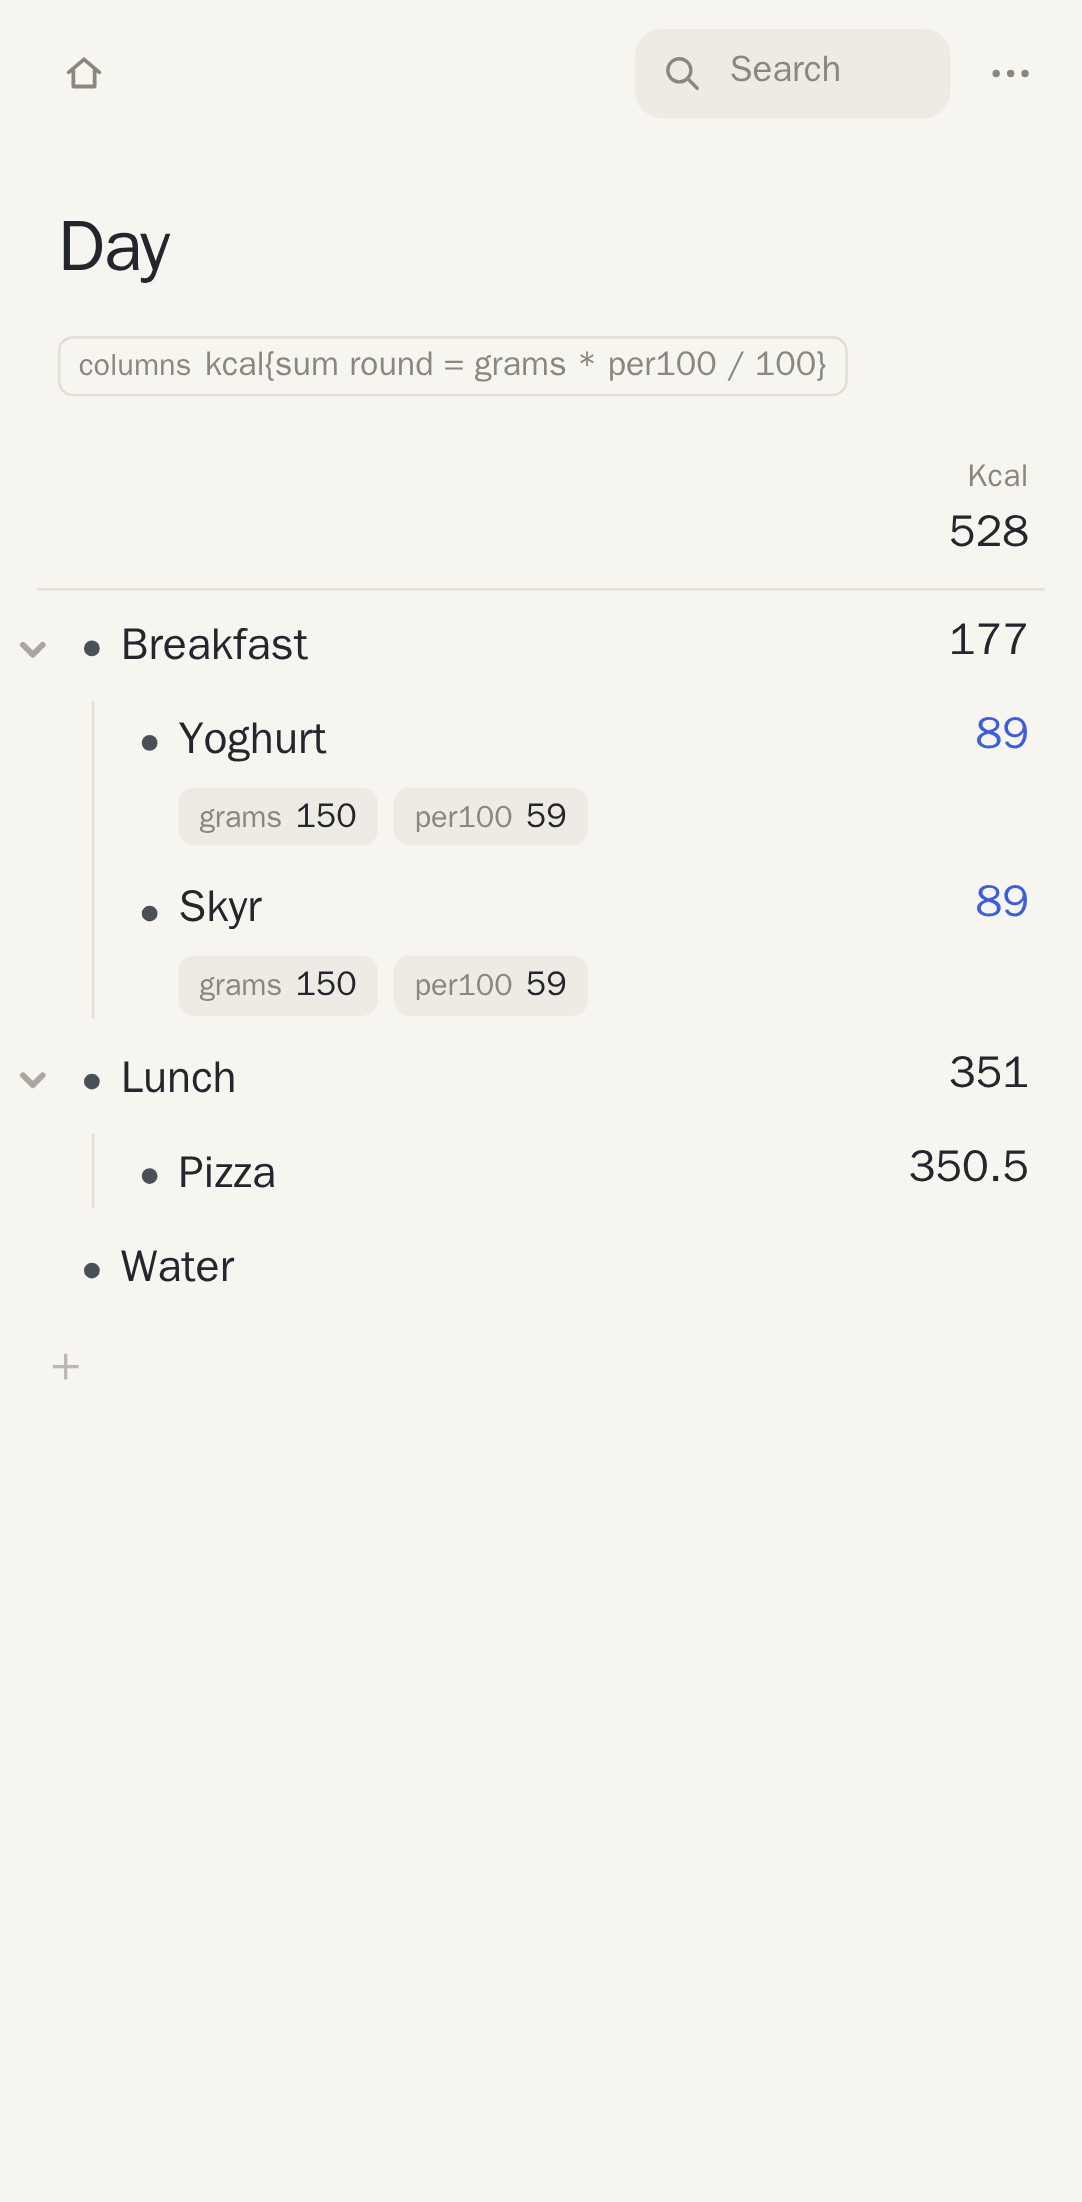 Search
Day
columns kcal{sum round = grams * per100 / 100}
Kcal
528
Breakfast 177
Yoghurt 89
grams 150 per100 59
Skyr 89
grams 150 per100 59
Lunch 351
Pizza 350.5
Water